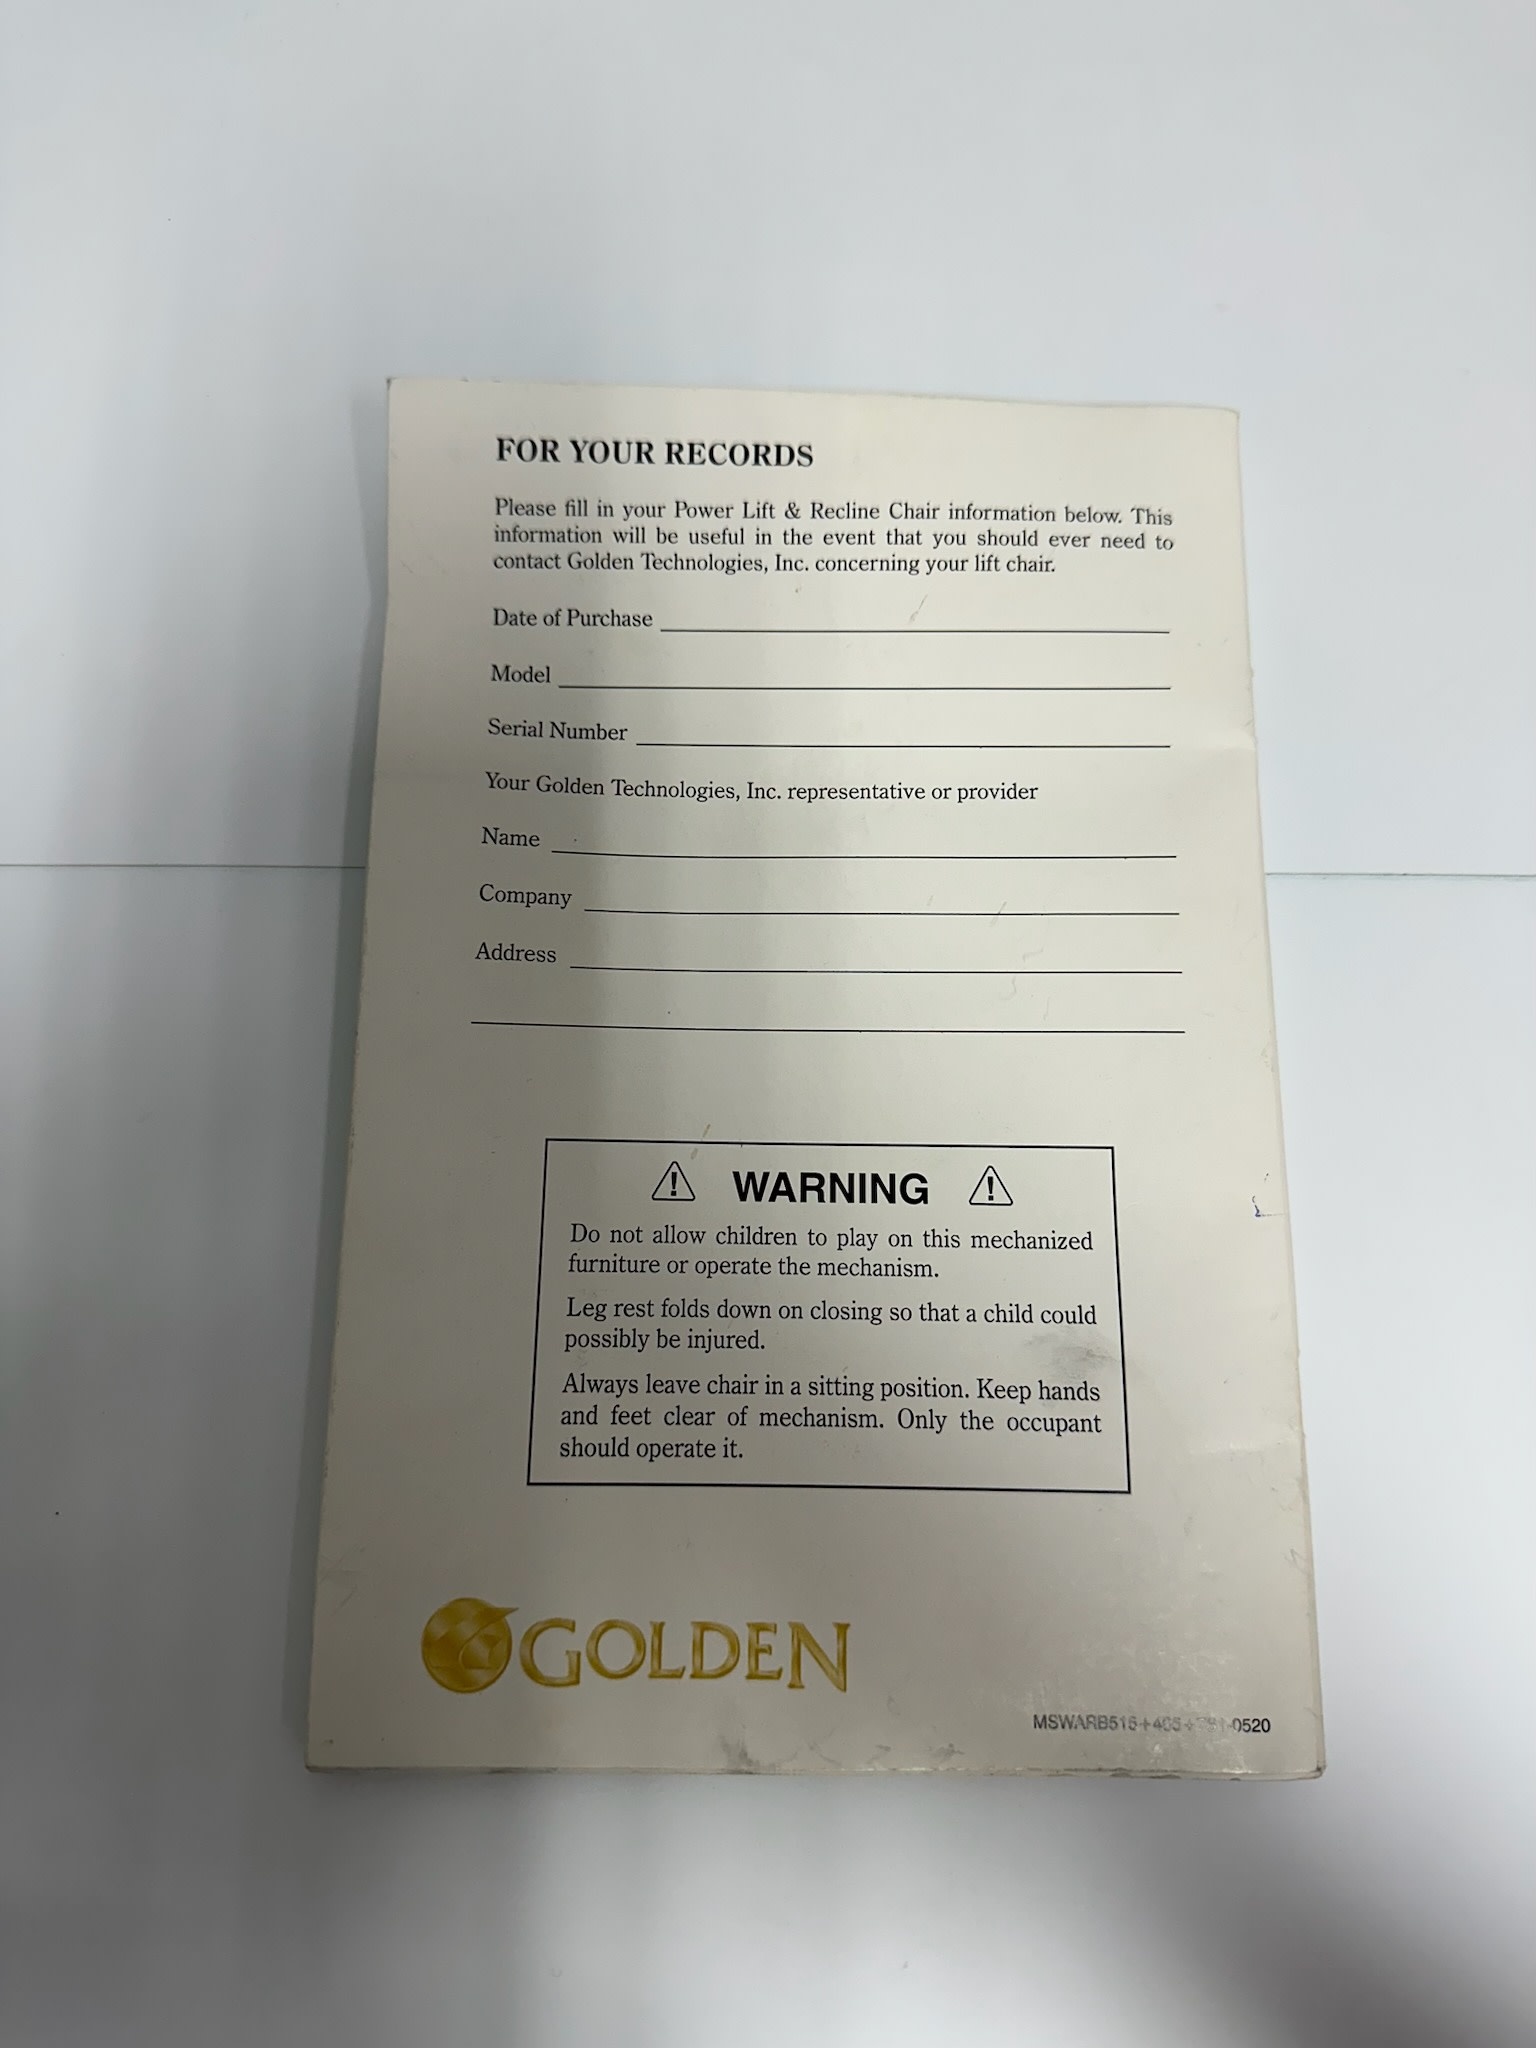 FOR YOUR RECORDS
Please fill in your Power Lift & Recline Chair information below. This
information will be useful in the event that you should ever need to
contact Golden Technologies, Inc. concerning your lift chair.
Date of Purchase
Model
Serial Number
Your Golden Technologies, Inc. representative or provider
Name
Company
Address
WARNING
Do not allow children to play on this mechanized
furniture or operate the mechanism.
Leg rest folds down on closing so that a child could
possibly be injured.
Always leave chair in a sitting position. Keep hands
and feet clear of mechanism. Only the occupant
should operate it.
GOLDEN